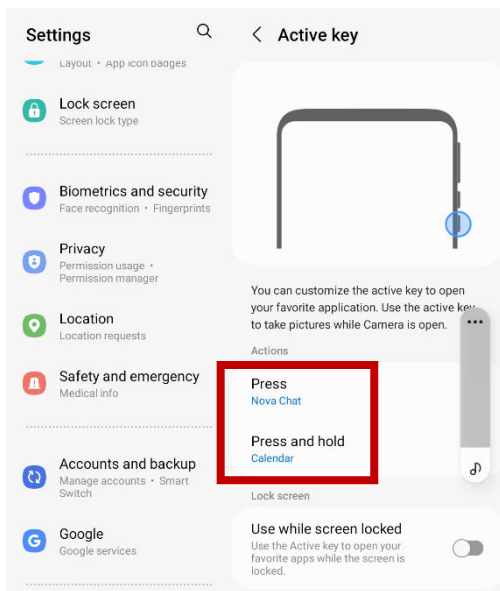 Settings
Layout • App icon badges
Lock screen
Screen lock type
Biometrics and security
Face recognition • Fingerprints
Privacy
Permission usage •
Permission manager
Location
Location requests
Safety and emergency
Medical info
Accounts and backup
Manage accounts • Smart
Switch
G
Google
Google services
Active key
You can customize the active key to open
your favorite application. Use the active key
to take pictures while Camera is open.
Actions
Press
Nova Chat
Press and hold
Calendar
Lock screen
Use while screen locked
Use the Active key to open your
favorite apps while the screen is
locked.